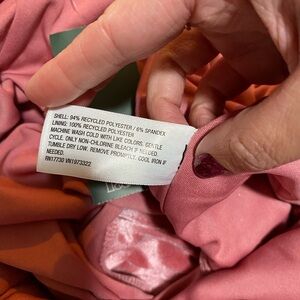 SHELL: 94% RECYCLED POLYESTER / 6% SPANDEX
LINING: 100% RECYCLED POLYESTER
MACHINE WASH COLD WITH LIKE COLORS. GENTLE
CYCLE. ONLY NON-CHLORINE BLEACH IF NEEDED.
TUMBLE DRY LOW. REMOVE PROMPTLY. COOL IRON IF
NEEDED.
RN17730 VN1973322